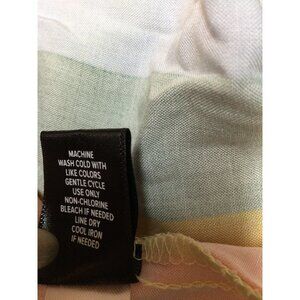 MACHINE
WASH COLD WITH
LIKE COLORS
GENTLE CYCLE
USE ONLY
NON-CHLORINE
BLEACH IF NEEDED
LINE DRY
COOL IRON
IF NEEDED